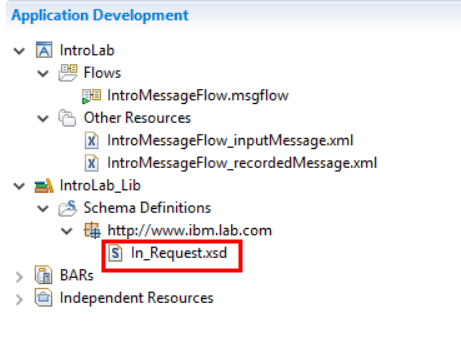 Application Development
IntroLab
Flows
IntroMessageFlow.msgflow
Other Resources
IntroMessageFlow_inputMessage.xml
IntroMessageFlow_recordedMessage.xml
IntroLab_Lib
Schema Definitions
http://www.ibm.lab.com
In_Request.xsd
BARs
Independent Resources